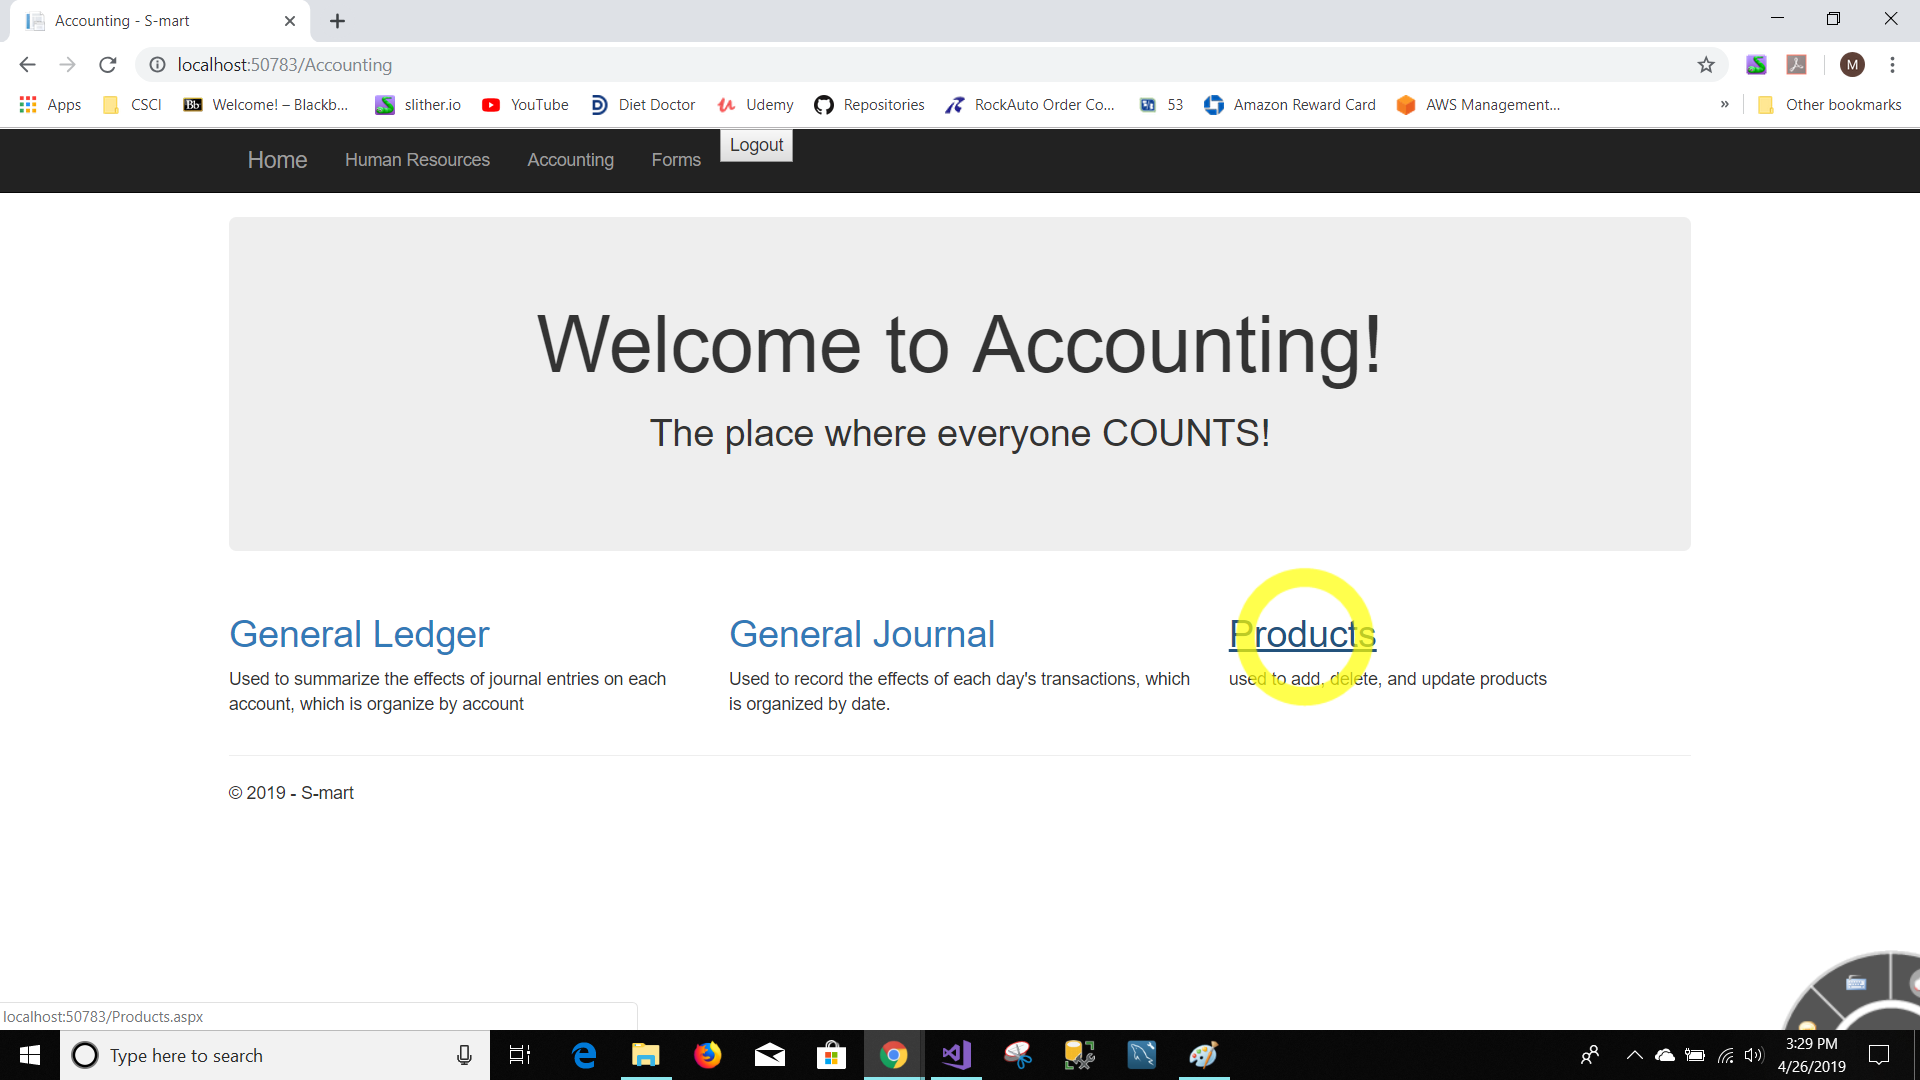 Accounting - S-mart
localhost:50783/Accounting
M
Apps CSCI Bb Welcome! – Blackb... slither.io YouTube Diet Doctor Udemy Repositories RockAuto Order Co... 53 Amazon Reward Card AWS Management... » Other bookmarks
Home Human Resources Accounting Forms Logout
Welcome to Accounting!
The place where everyone COUNTS!
General Ledger
Used to summarize the effects of journal entries on each
account, which is organize by account
General Journal
Used to record the effects of each day's transactions, which
is organized by date.
Products
used to add, delete, and update products
© 2019 - S-mart
localhost:50783/Products.aspx
Type here to search
3:29 PM
4/26/2019